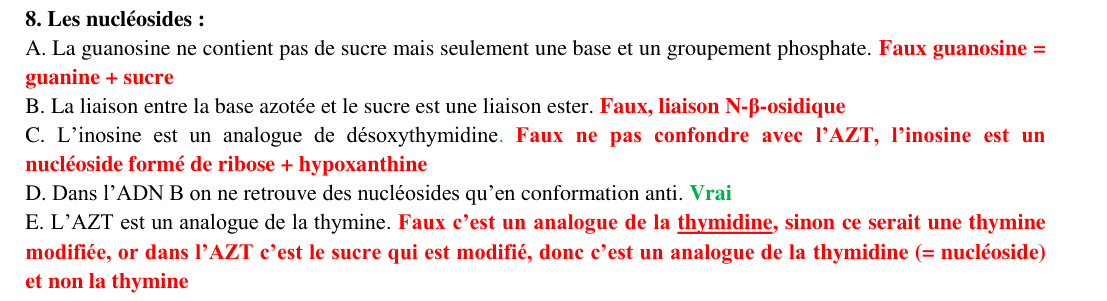 8. Les nucléosides :
A. La guanosine ne contient pas de sucre mais seulement une base et un groupement phosphate. Faux guanosine =
guanine + sucre
B. La liaison entre la base azotée et le sucre est une liaison ester. Faux, liaison N-β-osidique
C. L’inosine est un analogue de désoxythymidine. Faux ne pas confondre avec l’AZT, l’inosine est un
nucléoside formé de ribose + hypoxanthine
D. Dans l’ADN B on ne retrouve des nucléosides qu’en conformation anti. Vrai
E. L’AZT est un analogue de la thymine. Faux c’est un analogue de la thymidine, sinon ce serait une thymine
modifiée, or dans l’AZT c’est le sucre qui est modifié, donc c’est un analogue de la thymidine (= nucléoside)
et non la thymine